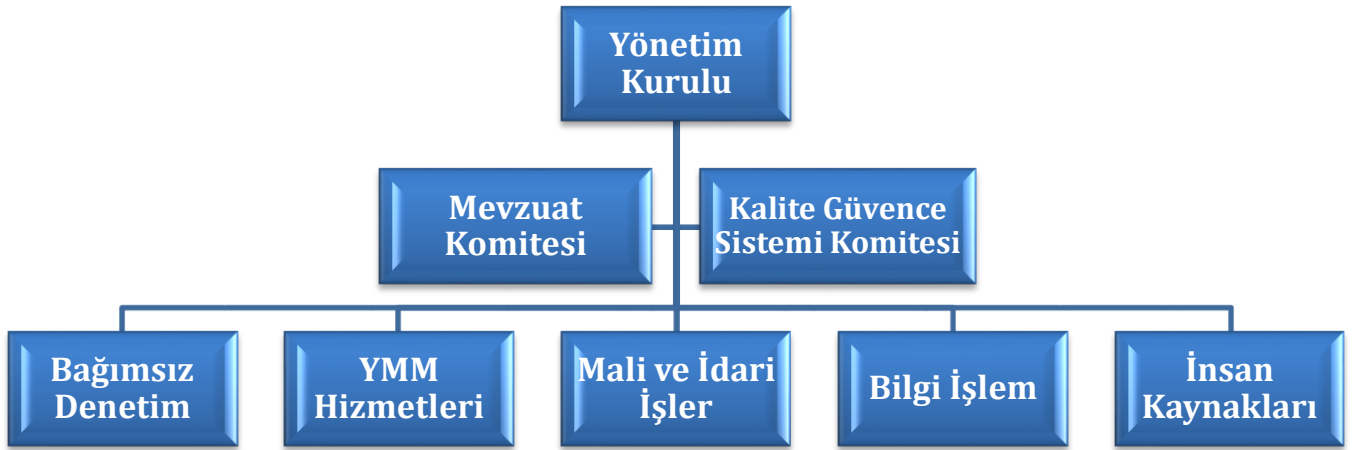 Yönetim
Kurulu
Mevzuat
Komitesi
Kalite Güvence
Sistemi Komitesi
Bağımsız
Denetim
YMM
Hizmetleri
Mali ve İdari
İşler
Bilgi İşlem
İnsan
Kaynakları